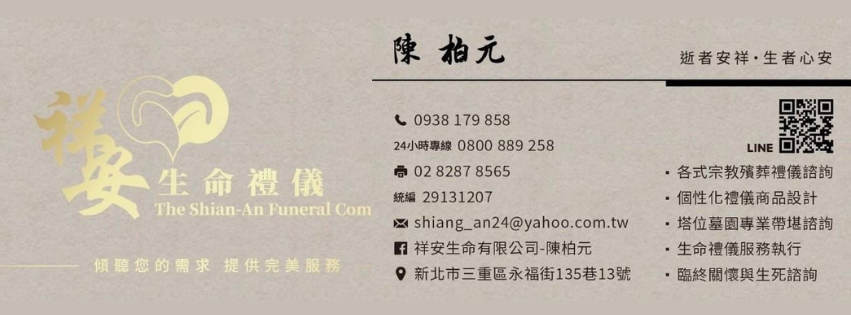 祥安
生命禮儀
The Shian-An Funeral Com
傾聽您的需求 提供完美服務
陳 柏元
逝者安祥·生者心安
0938 179 858
24小時專線 0800 889 258
02 8287 8565
統編 29131207
shiang_an24@yahoo.com.tw
祥安生命有限公司-陳柏元
新北市三重區永福街135巷13號
LINE
▪ 各式宗教殯葬禮儀諮詢
▪ 個性化禮儀商品設計
▪ 塔位墓園專業帶堪諮詢
▪ 生命禮儀服務執行
▪ 臨終關懷與生死諮詢